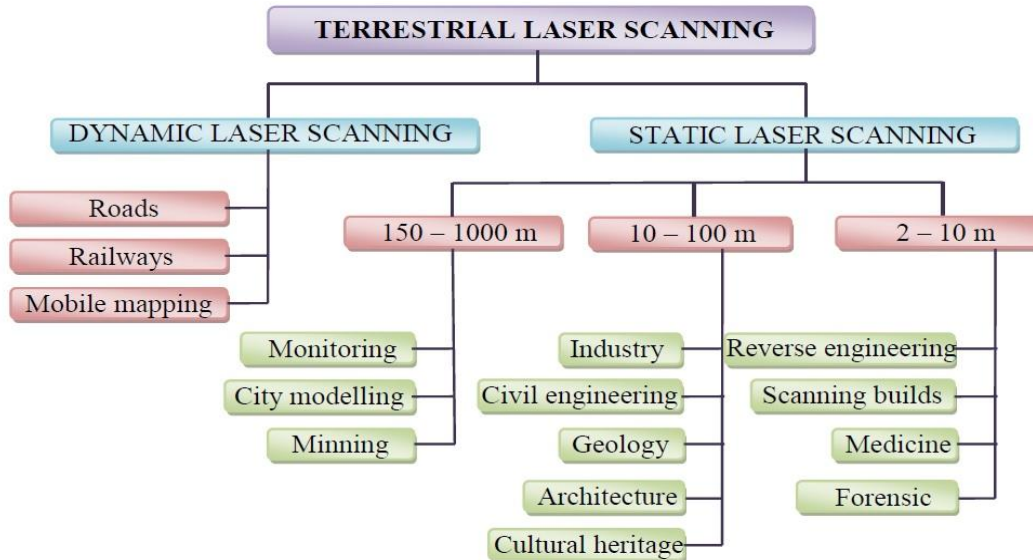 TERRESTRIAL LASER SCANNING
DYNAMIC LASER SCANNING
Roads
Railways
Mobile mapping
STATIC LASER SCANNING
150 – 1000 m
Monitoring
City modelling
Minning
10 – 100 m
Industry
Civil engineering
Geology
Architecture
Cultural heritage
2 – 10 m
Reverse engineering
Scanning builds
Medicine
Forensic